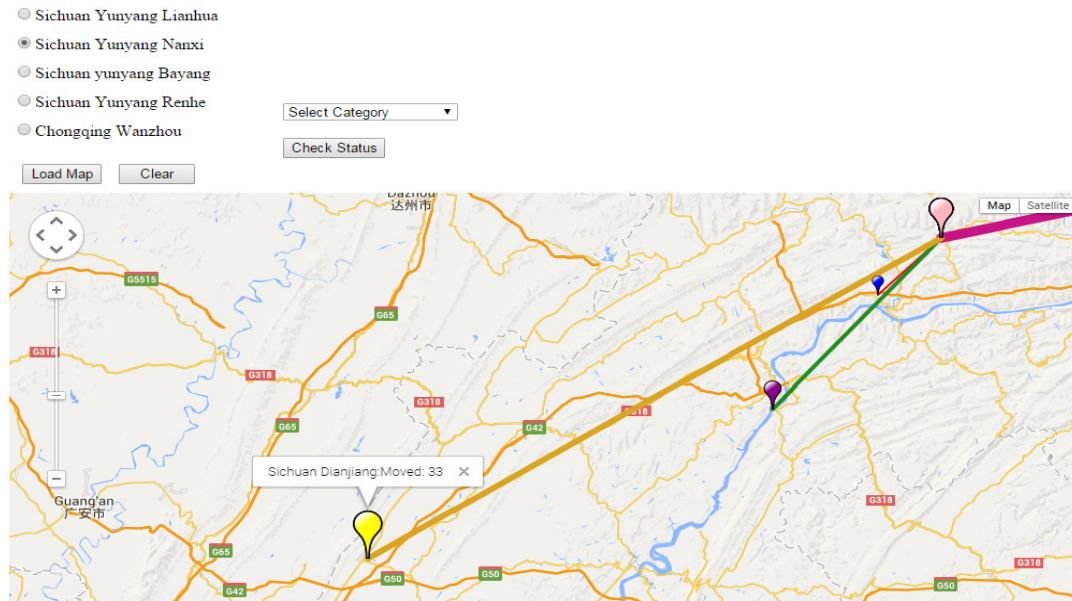 Sichuan Yunyang Lianhua
Sichuan Yunyang Nanxi
Sichuan yunyang Bayang
Sichuan Yunyang Renhe
Chongqing Wanzhou
Select Category
Check Status
Load Map Clear
Dazhou
达州市
Map Satellite
G5515
G65
G318
G318
G318
G318
G65
G42
Sichuan Dianjiang:Moved: 33
Guang'an
广安市
G318
G65
G50
G50
G42
G50
G318